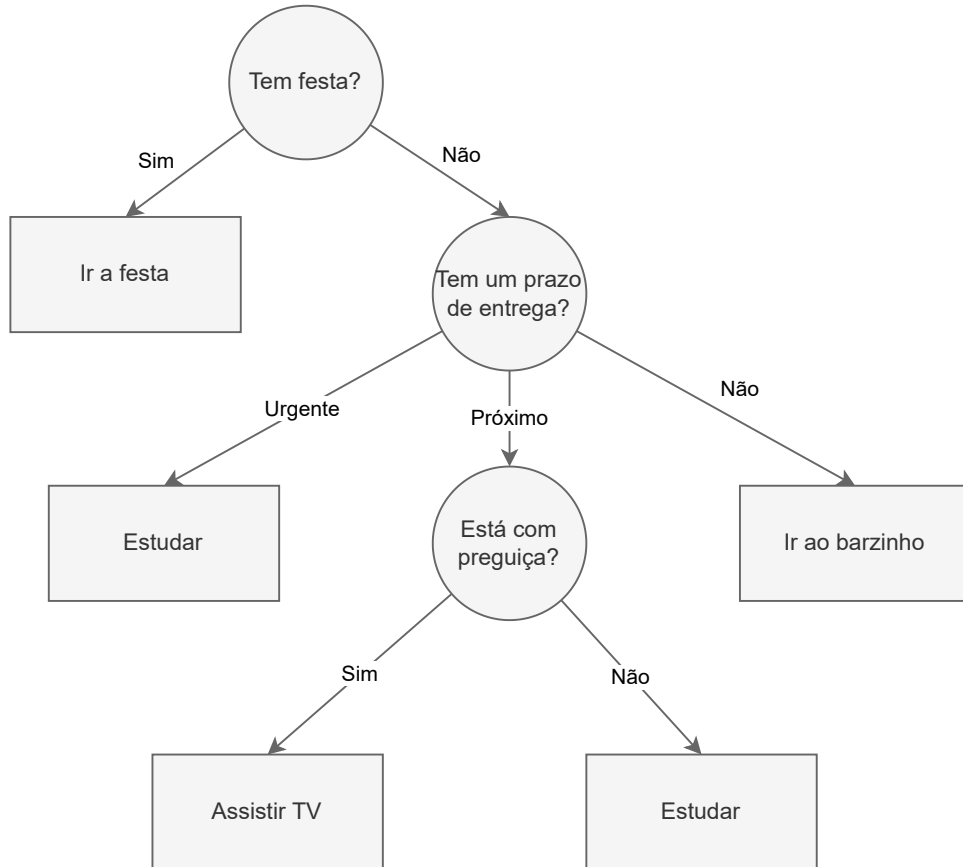 Tem festa?
Sim
Não
Ir a festa
Tem um prazo
de entrega?
Urgente
Próximo
Não
Estudar
Está com
preguiça?
Ir ao barzinho
Sim
Não
Assistir TV
Estudar